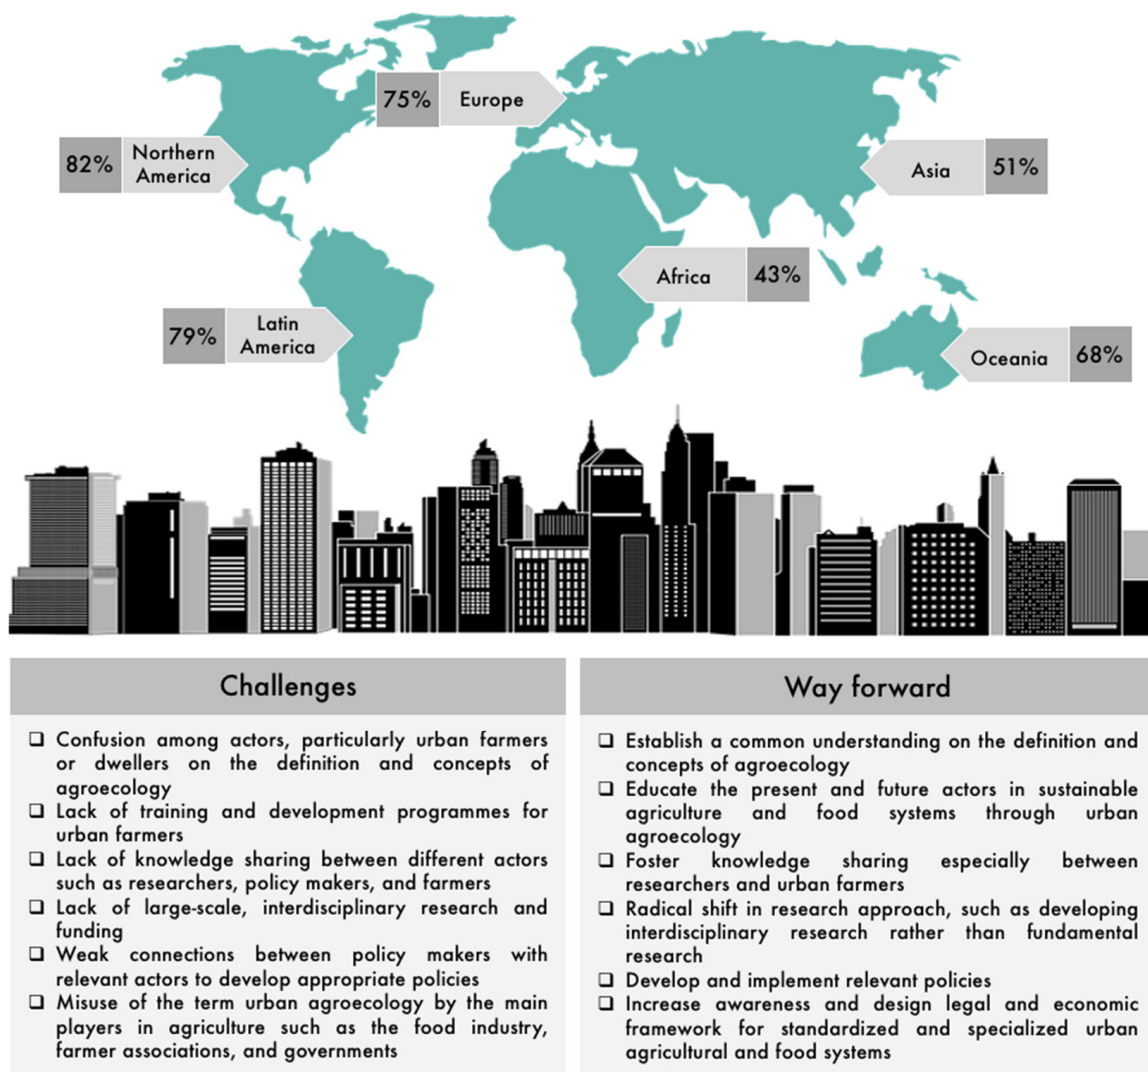 75%
Europe
82%
Northern
America
Asia
51%
Africa
43%
79%
Latin
America
Oceania
68%
Challenges
❑ Confusion among actors, particularly urban farmers
or dwellers on the definition and concepts of
agroecology
❑ Lack of training and development programmes for
urban farmers
❑ Lack of knowledge sharing between different actors
such as researchers, policy makers, and farmers
❑ Lack of large-scale, interdisciplinary research and
funding
❑ Weak connections between policy makers with
relevant actors to develop appropriate policies
❑ Misuse of the term urban agroecology by the main
players in agriculture such as the food industry,
farmer associations, and governments
Way forward
❑ Establish a common understanding on the definition and
concepts of agroecology
❑ Educate the present and future actors in sustainable
agriculture and food systems through urban
agroecology
❑ Foster knowledge sharing especially between
researchers and urban farmers
❑ Radical shift in research approach, such as developing
interdisciplinary research rather than fundamental
research
❑ Develop and implement relevant policies
❑ Increase awareness and design legal and economic
framework for standardized and specialized urban
agricultural and food systems